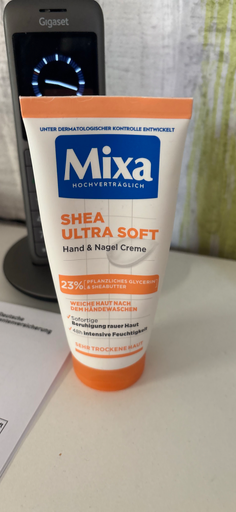 Gigaset
UNTER DERMATOLOGISCHER KONTROLLE ENTWICKELT
Mixa
HOCHVERTRÄGLICH
SHEA
ULTRA SOFT
Hand & Nagel Creme
23% PFLANZLICHES GLYCERIN
& SHEABUTTER
WEICHE HAUT NACH
DEM HÄNDEWASCHEN
Sofortige
Beruhigung rauer Haut
48h Intensive Feuchtigkeit
SEHR TROCKENE HAUT
Deutsche